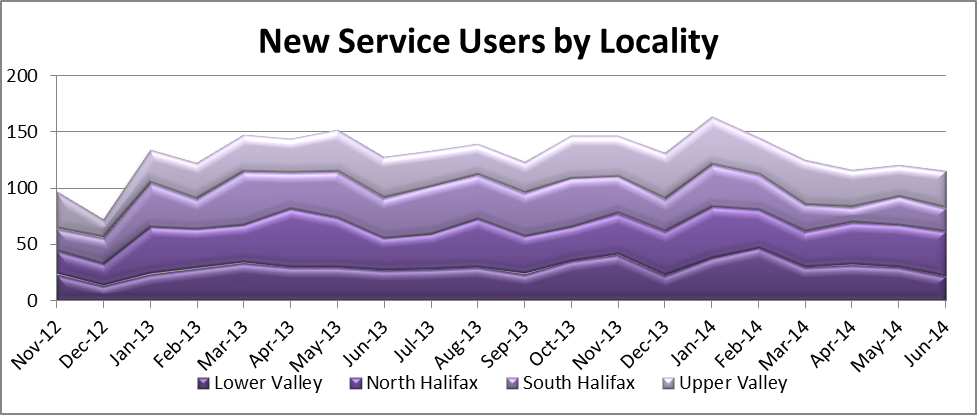 New Service Users by Locality
200
150
100
50
0
Nov-12 Dec-12 Jan-13 Feb-13 Mar-13 Apr-13 May-13 Jun-13 Jul-13 Aug-13 Sep-13 Oct-13 Nov-13 Dec-13 Jan-14 Feb-14 Mar-14 Apr-14 May-14 Jun-14
Lower Valley North Halifax South Halifax Upper Valley